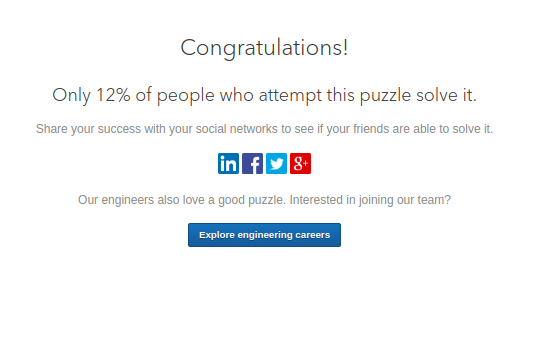 Congratulations!
Only 12% of people who attempt this puzzle solve it.
Share your success with your social networks to see if your friends are able to solve it.
in f g+
Our engineers also love a good puzzle. Interested in joining our team?
Explore engineering careers